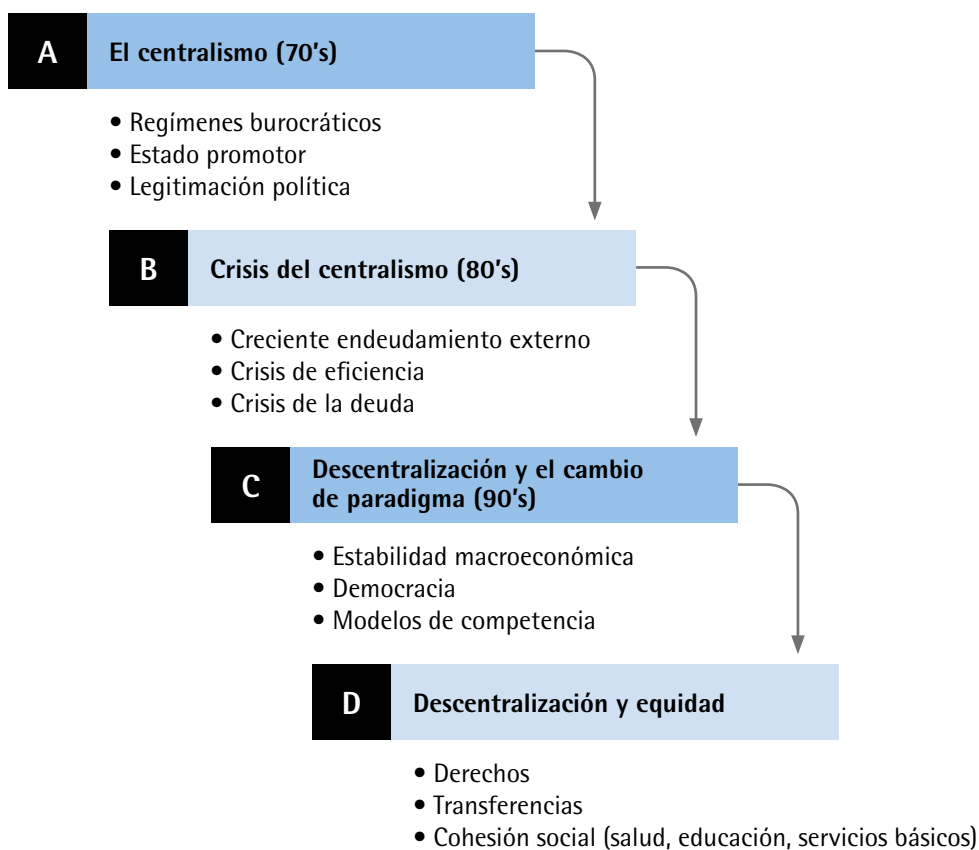 A El centralismo (70's)
• Regímenes burocráticos
• Estado promotor
• Legitimación política
B Crisis del centralismo (80's)
• Creciente endeudamiento externo
• Crisis de eficiencia
• Crisis de la deuda
C Descentralización y el cambio
de paradigma (90's)
• Estabilidad macroeconómica
• Democracia
• Modelos de competencia
D Descentralización y equidad
• Derechos
• Transferencias
• Cohesión social (salud, educación, servicios básicos)